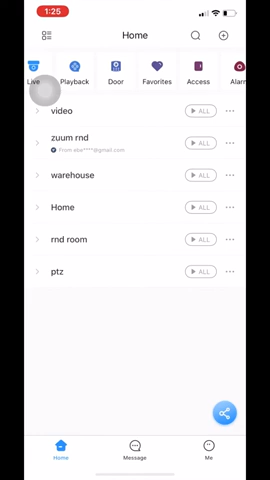 1:25
Home
Live
Playback
Door
Favorites
Access
Alarm
video
ALL
zuum rnd
From ebe****@gmail.com
ALL
warehouse
ALL
Home
ALL
rnd room
ALL
ptz
ALL
Home
Message
Me